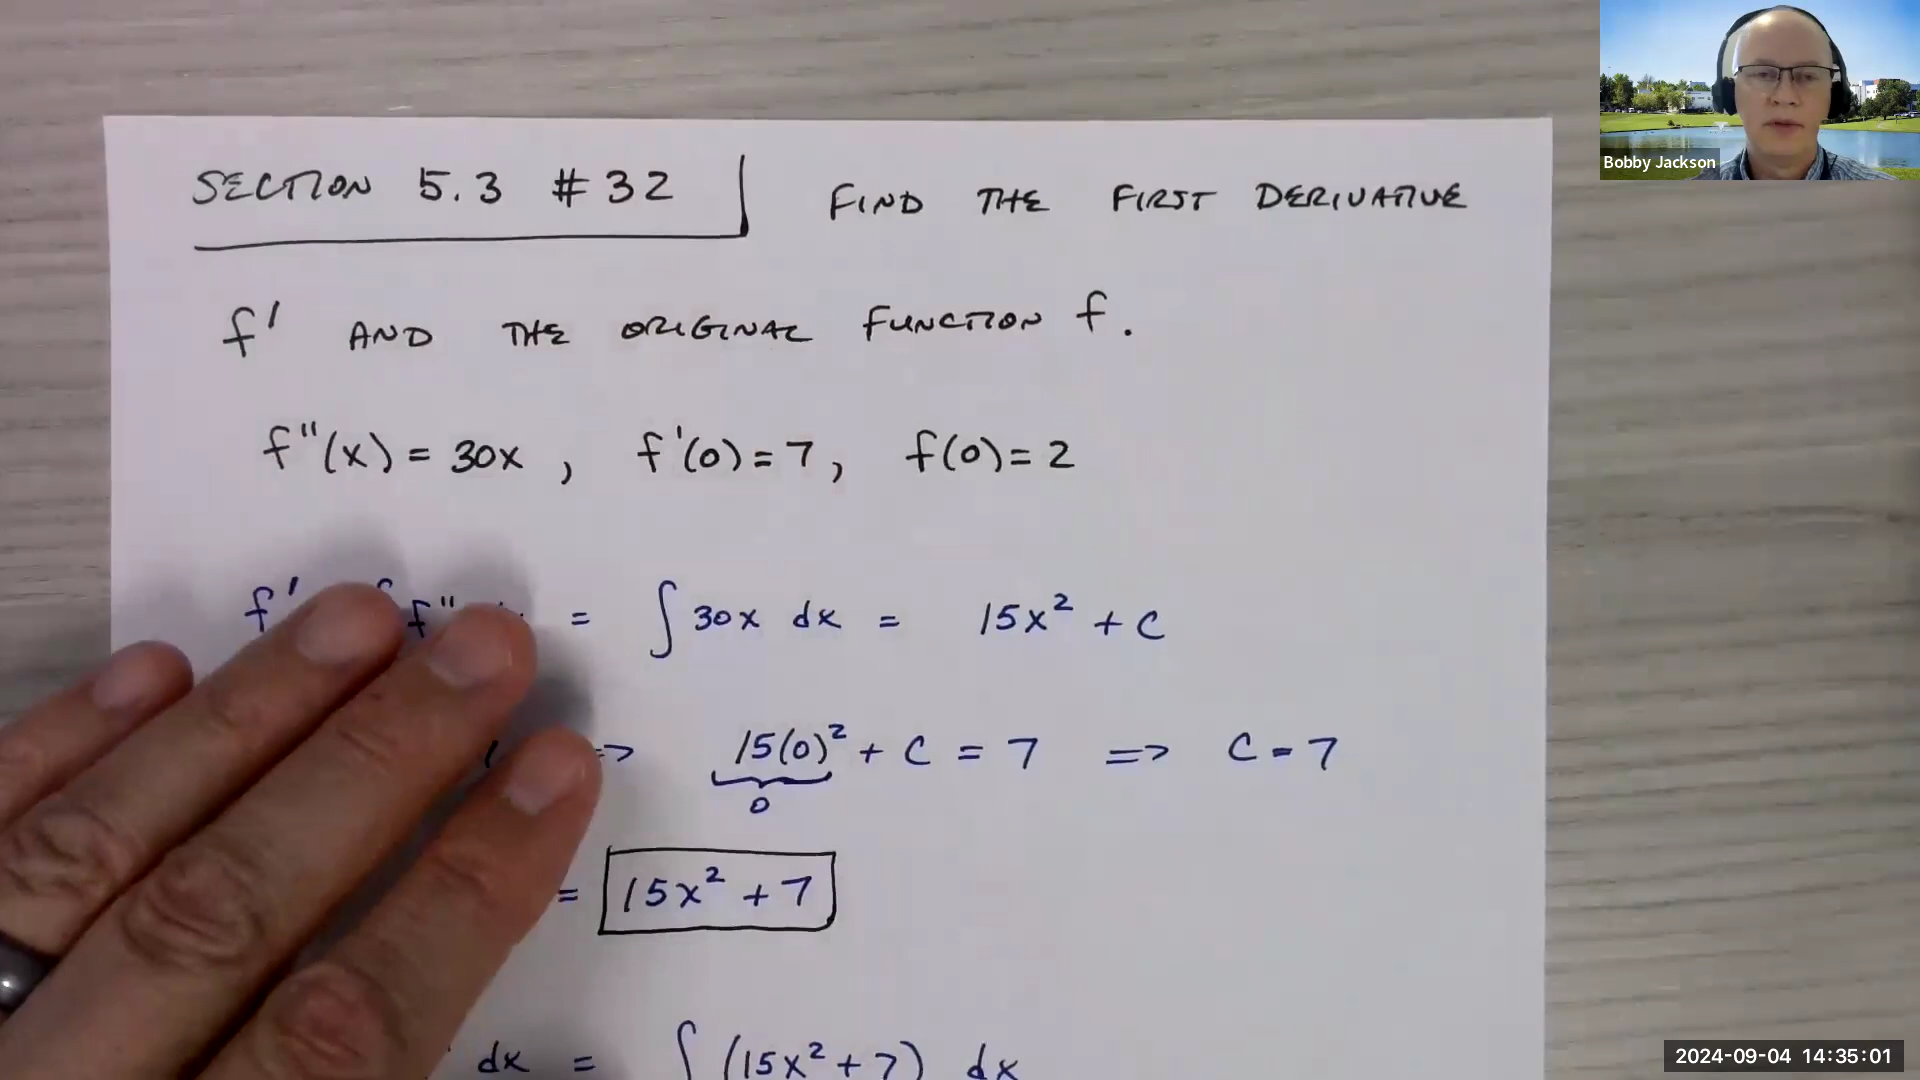 SECTION 5.3 #32 FIND THE FIRST DERIVATIVE
f' AND THE ORIGINAL FUNCTION f.
f''(x) = 30x , f'(0) = 7 , f(0) = 2
f' f'' = ∫ 30x dx = 15x² + C
=> 15(0)² + C = 7 => C = 7
0
= 15x² + 7
dx = ∫ (15x² + 7) dx
Bobby Jackson
2024-09-04 14:35:01